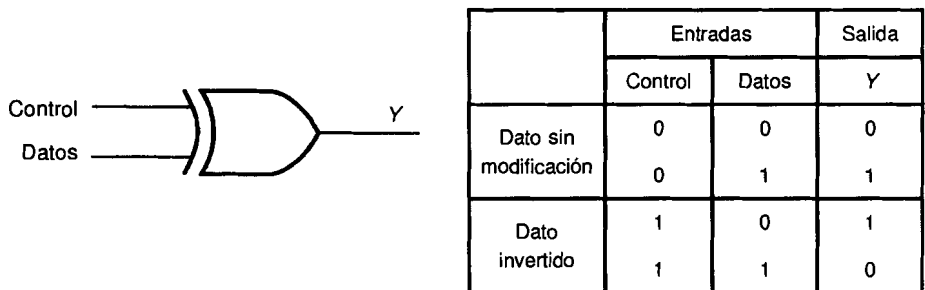 Control
Datos
Y
Entradas Salida
Control Datos Y
Dato sin modificación
0 0 0
0 1 1
Dato invertido
1 0 1
1 1 0